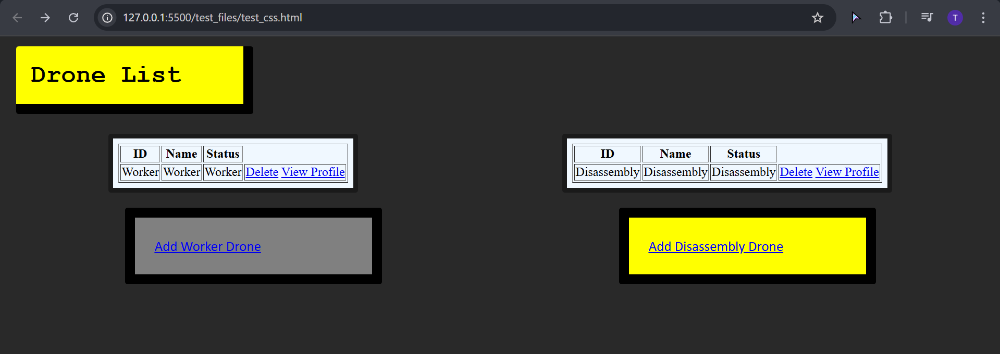 127.0.0.1:5500/test_files/test_css.html
T
Drone List
ID Name Status
Worker Worker Worker Delete View Profile
ID Name Status
Disassembly Disassembly Disassembly Delete View Profile
Add Worker Drone
Add Disassembly Drone